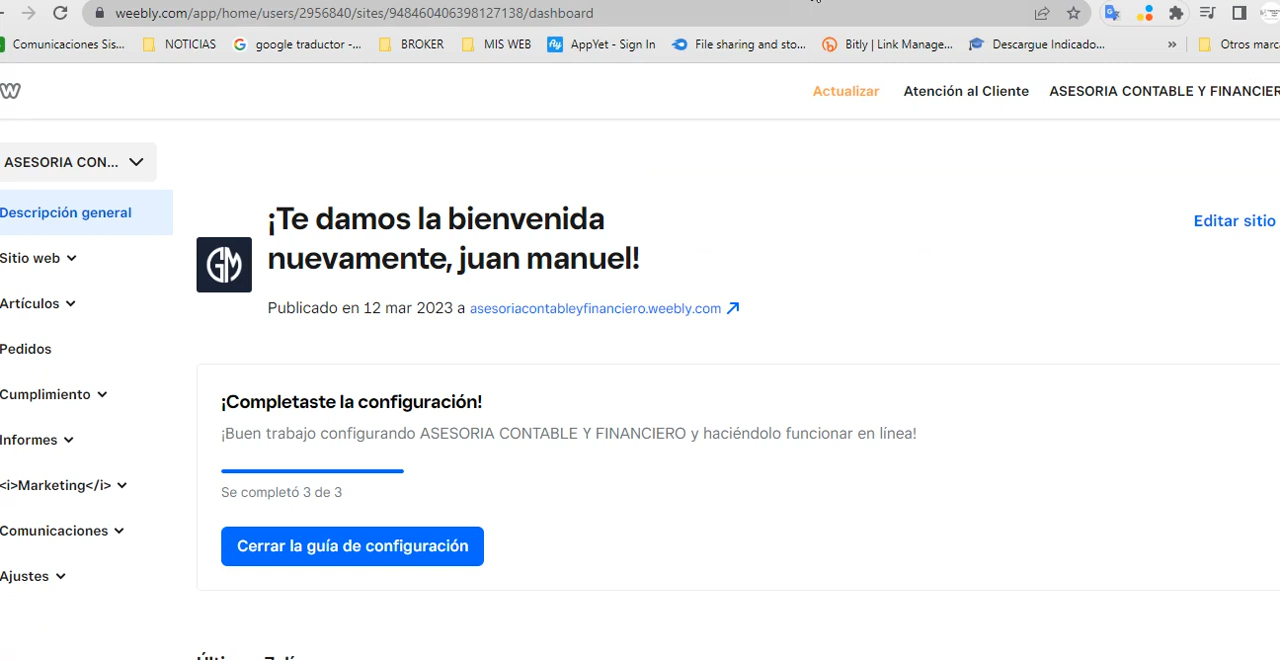 weebly.com/app/home/users/2956840/sites/948460406398127138/dashboard
Comunicaciones Sis... NOTICIAS google traductor -... BROKER MIS WEB AppYet - Sign In File sharing and sto... Bitly | Link Manage... Descargue Indicado... » Otros marca
Actualizar Atención al Cliente ASESORIA CONTABLE Y FINANCIER
ASESORIA CON...
Descripción general
Sitio web
Artículos
Pedidos
Cumplimiento
Informes
<i>Marketing</i>
Comunicaciones
Ajustes
GM
¡Te damos la bienvenida
nuevamente, juan manuel!
Editar sitio
Publicado en 12 mar 2023 a asesoriacontableyfinanciero.weebly.com
¡Completaste la configuración!
¡Buen trabajo configurando ASESORIA CONTABLE Y FINANCIERO y haciéndolo funcionar en línea!
Se completó 3 de 3
Cerrar la guía de configuración